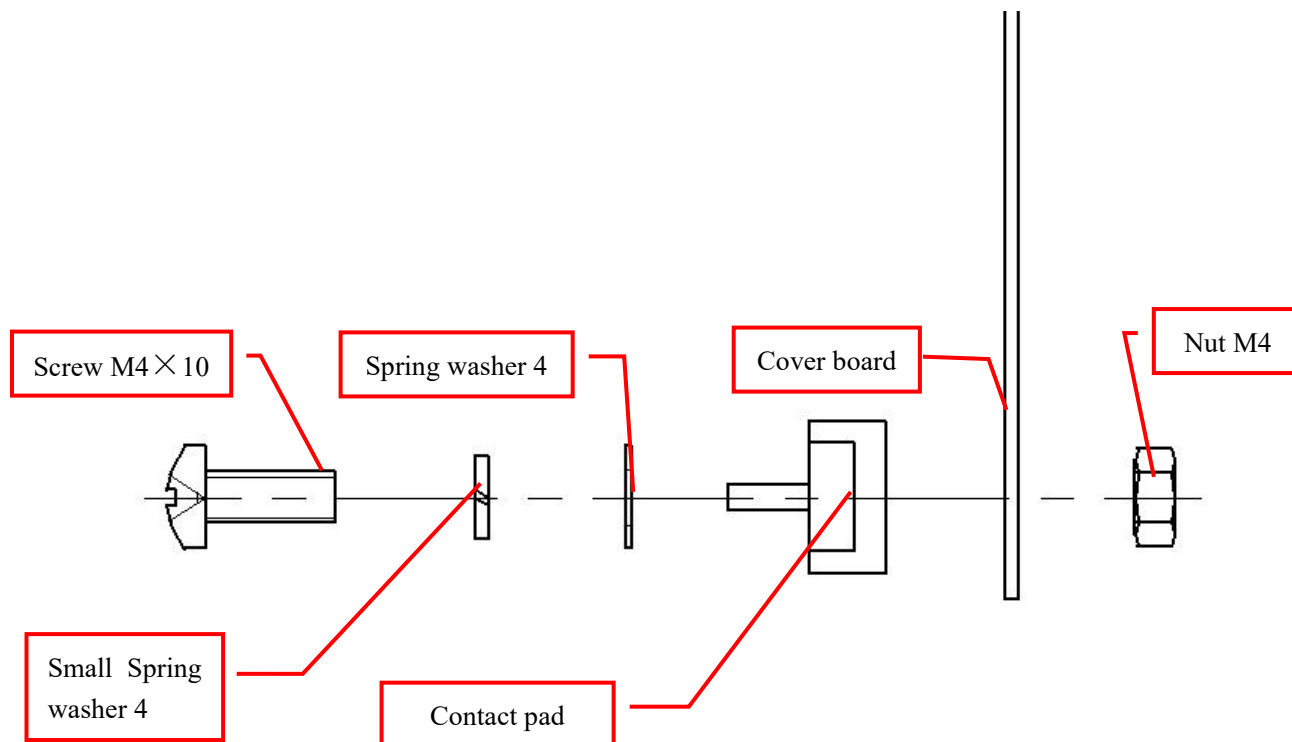 Screw M4×10
Spring washer 4
Cover board
Nut M4
Small Spring
washer 4
Contact pad